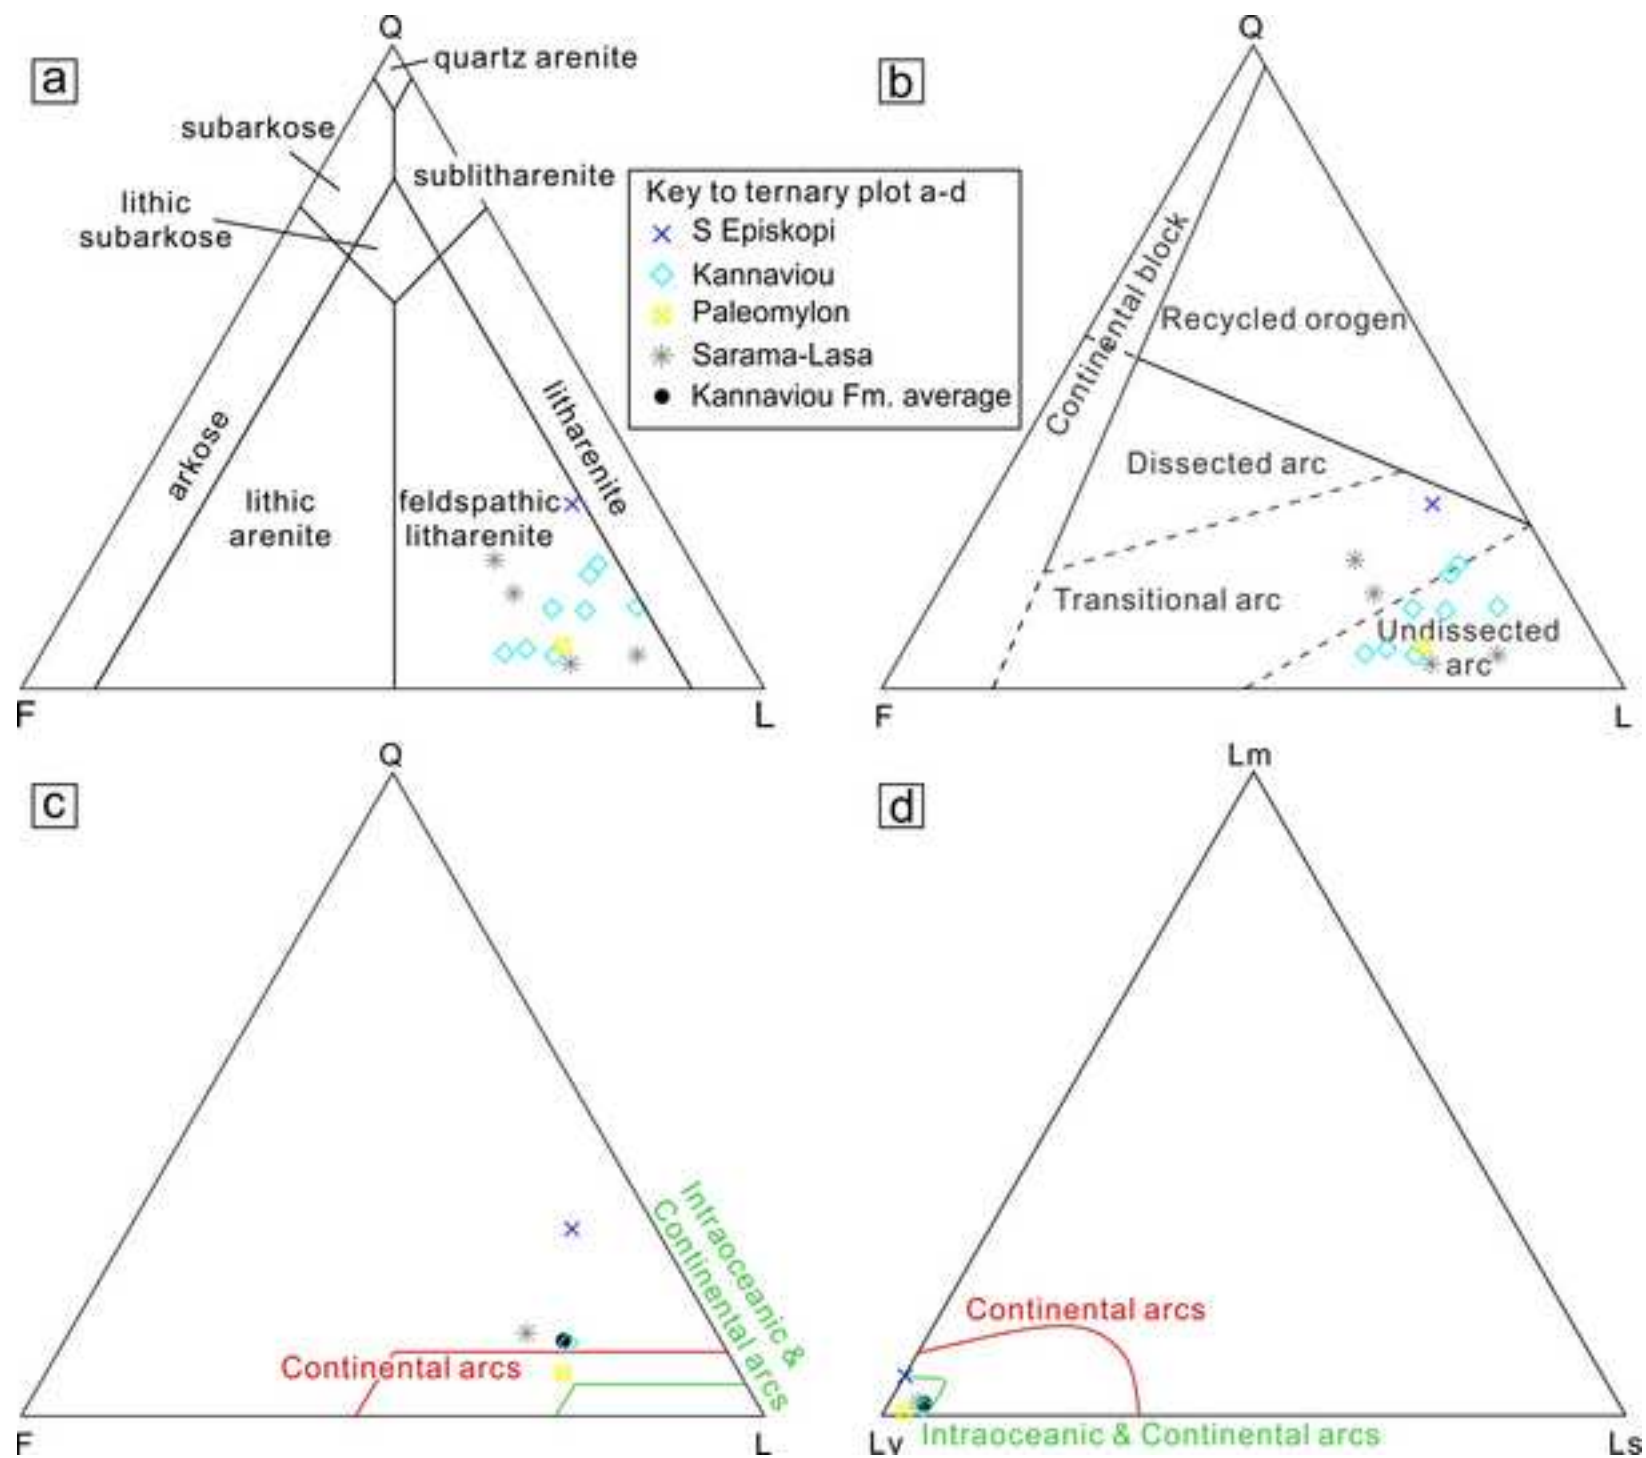 a
Q
quartz arenite
subarkose
sublitharenite
lithic
subarkose
arkose
litharenite
lithic
arenite
feldspathic
litharenite
F
L
Key to ternary plot a-d
S Episkopi
Kannaviou
Paleomylon
Sarama-Lasa
Kannaviou Fm. average
b
Q
Continental block
Recycled orogen
Dissected arc
Transitional arc
Undissected
arc
F
L
c
Q
Continental arcs
Intraoceanic &
Continental arcs
F
L
d
Lm
Continental arcs
Lv
Intraoceanic & Continental arcs
Ls